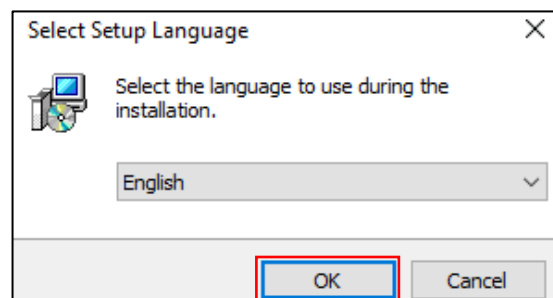 Select Setup Language
Select the language to use during the
installation.
English
OK Cancel